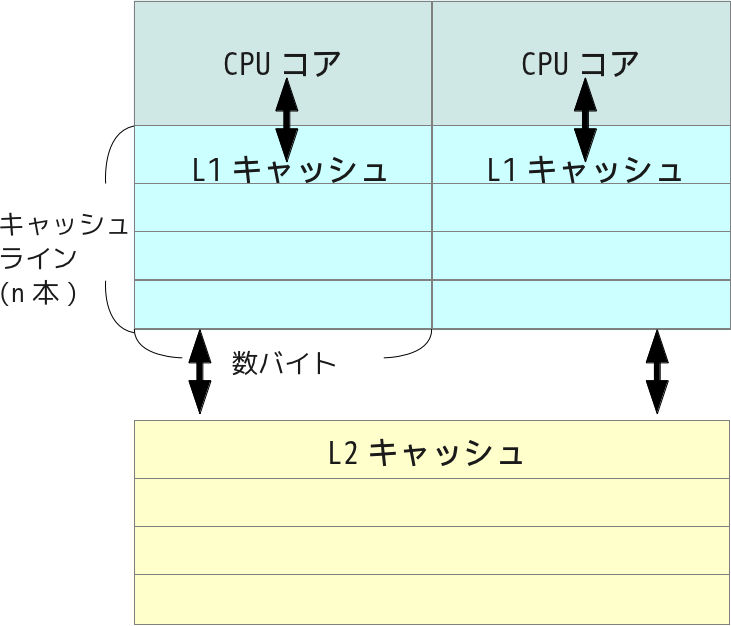 CPU コア
CPU コア
L1 キャッシュ
L1 キャッシュ
キャッシュ
ライン
(n 本 )
数バイト
L2 キャッシュ